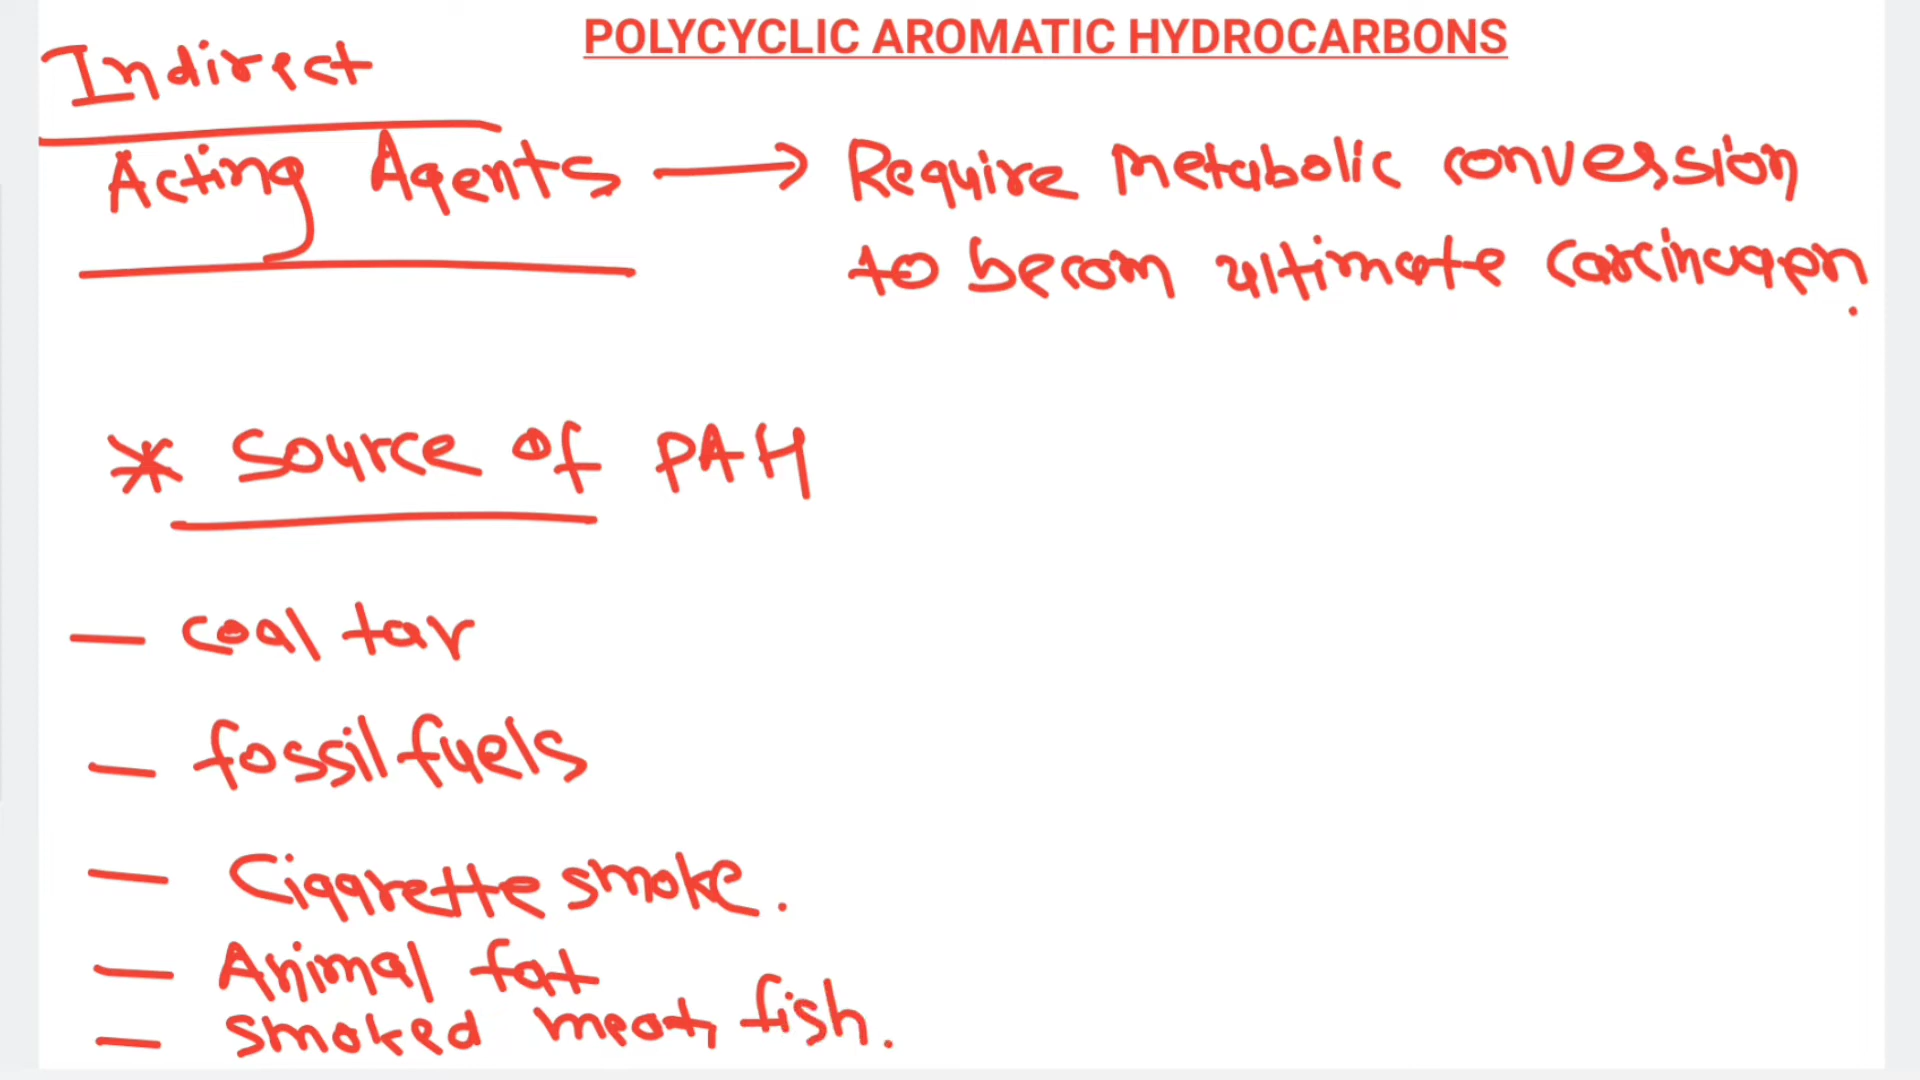 POLYCYCLIC AROMATIC HYDROCARBONS
Indirect
Acting Agents → Require Metabolic conversion
to becom ultimate carcinogen.
* Source of PAH
— coal tar
— fossil fuels
— Ciggrette smoke.
— Animal fat
— smoked meat, fish.